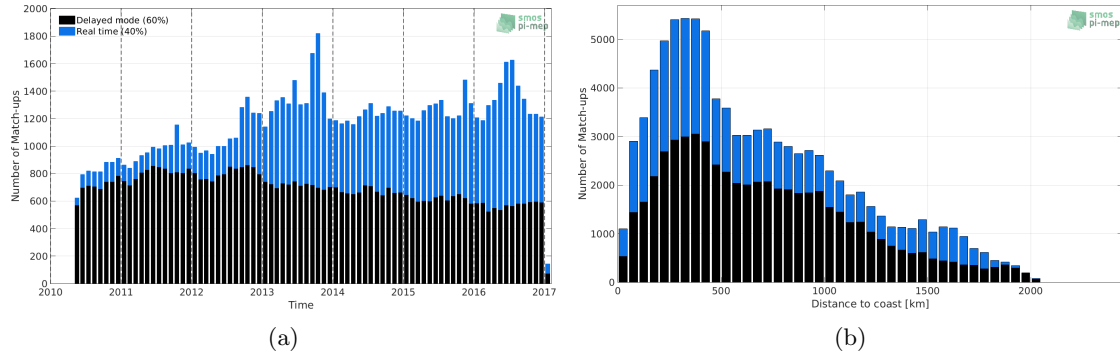 2000
1800
1600
1400
1200
1000
800
600
400
200
0
Number of Match-ups
Delayed mode (60%)
Real time (40%)
smos
pi-mep
2010 2011 2012 2013 2014 2015 2016 2017
Time
(a)
5000
4000
3000
2000
1000
0
Number of Match-ups
smos
pi-mep
0 500 1000 1500 2000
Distance to coast [km]
(b)